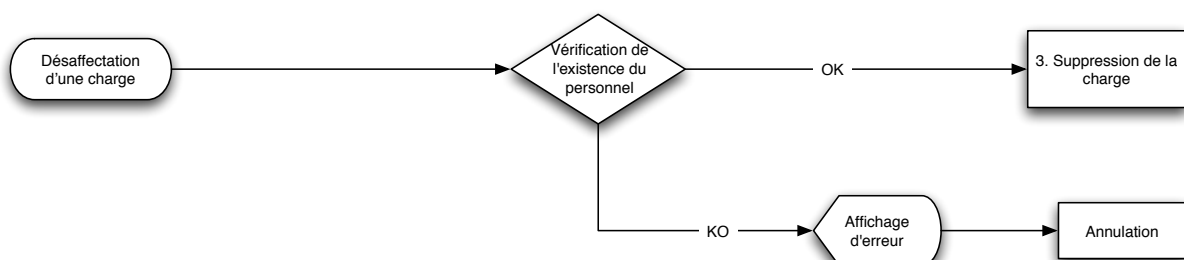 Désaffectation
d'une charge
Vérification de
l'existence du
personnel
OK
3. Suppression de la
charge
KO
Affichage
d'erreur
Annulation